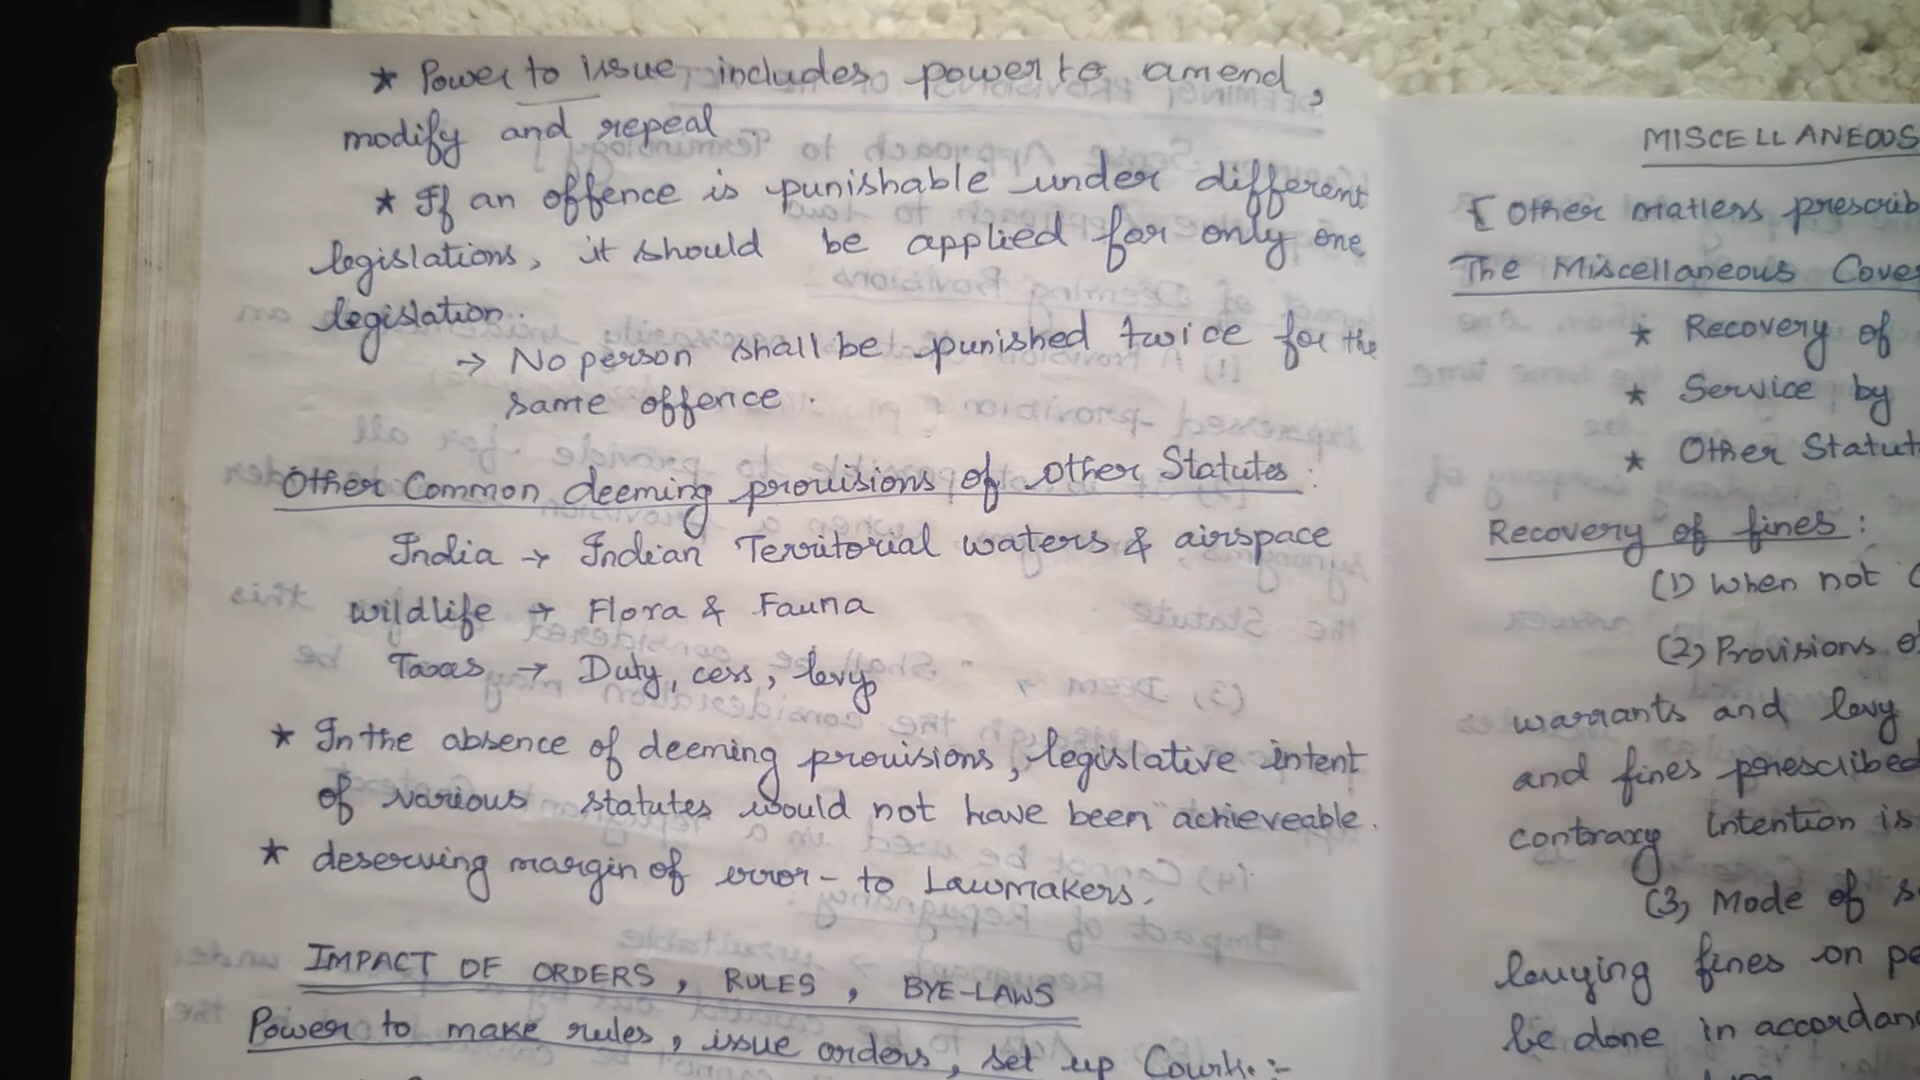 * Power to issue, includes power to amend,
modify and repeal
* If an offence is punishable under different
legislations, it should be applied for only one
legislation.
→ No person shall be punished twice for the
same offence.
Other Common deeming provisions of other Statutes:
India → Indian Territorial waters & airspace
wildlife → Flora & Fauna
Taxas → Duty, cess, levy
* In the absence of deeming provisions, legislative intent
of various statutes would not have been achieveable.
* deserving margin of error - to Lawmakers.
IMPACT OF ORDERS, RULES, BYE-LAWS
Power to make rules, issue orders, set up Courts:-
MISCELLANEOUS
[Other matters prescrib
The Miscellaneous Cover
* Recovery of
* Service by
* Other Statut
Recovery of fines:
(1) When not
(2) Provisions of
warrants and levy
and fines prescribed
contrary intention is
(3) Mode of s
levying fines on pe
be done in accordan